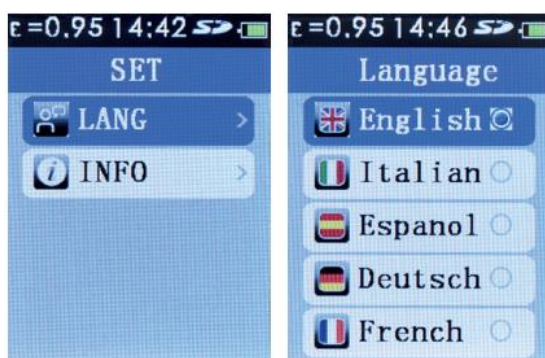 ε=0.95 14:42
SET
LANG
INFO
ε=0.95 14:46
Language
English
Italian
Espanol
Deutsch
French